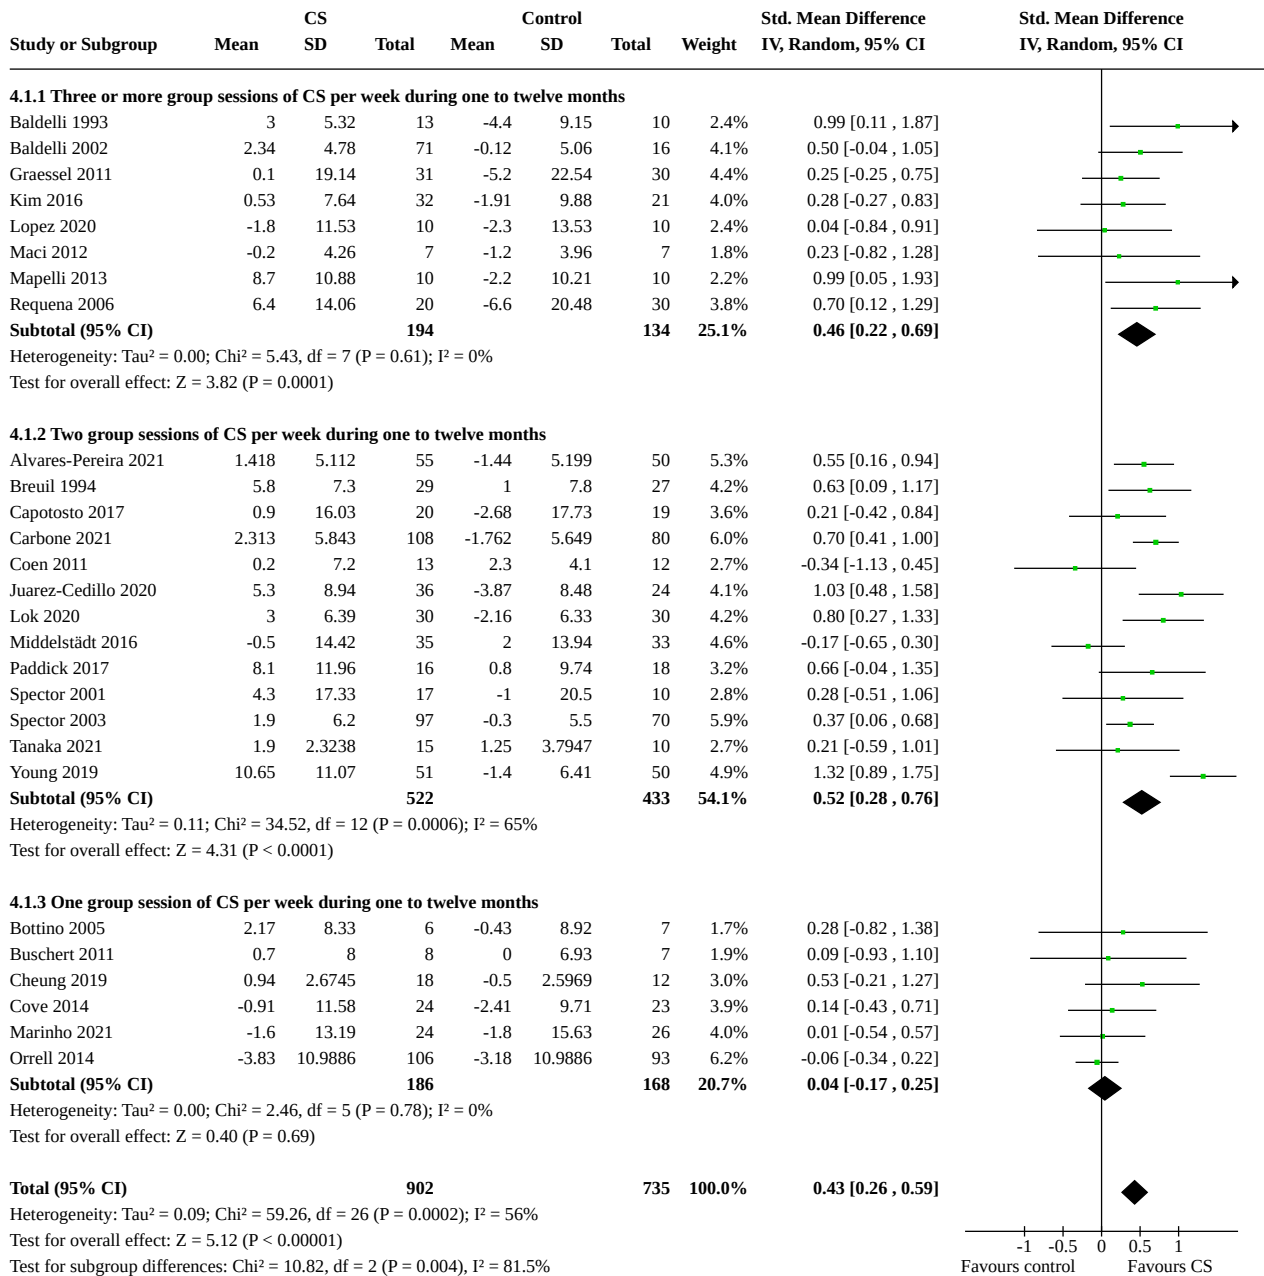 CS Control Std. Mean Difference Std. Mean Difference
Study or Subgroup Mean SD Total Mean SD Total Weight IV, Random, 95% CI IV, Random, 95% CI
4.1.1 Three or more group sessions of CS per week during one to twelve months
Baldelli 1993 3 5.32 13 -4.4 9.15 10 2.4% 0.99 [0.11 , 1.87]
Baldelli 2002 2.34 4.78 71 -0.12 5.06 16 4.1% 0.50 [-0.04 , 1.05]
Graessel 2011 0.1 19.14 31 -5.2 22.54 30 4.4% 0.25 [-0.25 , 0.75]
Kim 2016 0.53 7.64 32 -1.91 9.88 21 4.0% 0.28 [-0.27 , 0.83]
Lopez 2020 -1.8 11.53 10 -2.3 13.53 10 2.4% 0.04 [-0.84 , 0.91]
Maci 2012 -0.2 4.26 7 -1.2 3.96 7 1.8% 0.23 [-0.82 , 1.28]
Mapelli 2013 8.7 10.88 10 -2.2 10.21 10 2.2% 0.99 [0.05 , 1.93]
Requena 2006 6.4 14.06 20 -6.6 20.48 30 3.8% 0.70 [0.12 , 1.29]
Subtotal (95% CI) 194 134 25.1% 0.46 [0.22 , 0.69]
Heterogeneity: Tau² = 0.00; Chi² = 5.43, df = 7 (P = 0.61); I² = 0%
Test for overall effect: Z = 3.82 (P = 0.0001)
4.1.2 Two group sessions of CS per week during one to twelve months
Alvares-Pereira 2021 1.418 5.112 55 -1.44 5.199 50 5.3% 0.55 [0.16 , 0.94]
Breuil 1994 5.8 7.3 29 1 7.8 27 4.2% 0.63 [0.09 , 1.17]
Capotosto 2017 0.9 16.03 20 -2.68 17.73 19 3.6% 0.21 [-0.42 , 0.84]
Carbone 2021 2.313 5.843 108 -1.762 5.649 80 6.0% 0.70 [0.41 , 1.00]
Coen 2011 0.2 7.2 13 2.3 4.1 12 2.7% -0.34 [-1.13 , 0.45]
Juarez-Cedillo 2020 5.3 8.94 36 -3.87 8.48 24 4.1% 1.03 [0.48 , 1.58]
Lok 2020 3 6.39 30 -2.16 6.33 30 4.2% 0.80 [0.27 , 1.33]
Middelstädt 2016 -0.5 14.42 35 2 13.94 33 4.6% -0.17 [-0.65 , 0.30]
Paddick 2017 8.1 11.96 16 0.8 9.74 18 3.2% 0.66 [-0.04 , 1.35]
Spector 2001 4.3 17.33 17 -1 20.5 10 2.8% 0.28 [-0.51 , 1.06]
Spector 2003 1.9 6.2 97 -0.3 5.5 70 5.9% 0.37 [0.06 , 0.68]
Tanaka 2021 1.9 2.3238 15 1.25 3.7947 10 2.7% 0.21 [-0.59 , 1.01]
Young 2019 10.65 11.07 51 -1.4 6.41 50 4.9% 1.32 [0.89 , 1.75]
Subtotal (95% CI) 522 433 54.1% 0.52 [0.28 , 0.76]
Heterogeneity: Tau² = 0.11; Chi² = 34.52, df = 12 (P = 0.0006); I² = 65%
Test for overall effect: Z = 4.31 (P < 0.0001)
4.1.3 One group session of CS per week during one to twelve months
Bottino 2005 2.17 8.33 6 -0.43 8.92 7 1.7% 0.28 [-0.82 , 1.38]
Buschert 2011 0.7 8 8 0 6.93 7 1.9% 0.09 [-0.93 , 1.10]
Cheung 2019 0.94 2.6745 18 -0.5 2.5969 12 3.0% 0.53 [-0.21 , 1.27]
Cove 2014 -0.91 11.58 24 -2.41 9.71 23 3.9% 0.14 [-0.43 , 0.71]
Marinho 2021 -1.6 13.19 24 -1.8 15.63 26 4.0% 0.01 [-0.54 , 0.57]
Orrell 2014 -3.83 10.9886 106 -3.18 10.9886 93 6.2% -0.06 [-0.34 , 0.22]
Subtotal (95% CI) 186 168 20.7% 0.04 [-0.17 , 0.25]
Heterogeneity: Tau² = 0.00; Chi² = 2.46, df = 5 (P = 0.78); I² = 0%
Test for overall effect: Z = 0.40 (P = 0.69)
Total (95% CI) 902 735 100.0% 0.43 [0.26 , 0.59]
Heterogeneity: Tau² = 0.09; Chi² = 59.26, df = 26 (P = 0.0002); I² = 56%
Test for overall effect: Z = 5.12 (P < 0.00001)
Test for subgroup differences: Chi² = 10.82, df = 2 (P = 0.004), I² = 81.5%
-1 -0.5 0 0.5 1
Favours control Favours CS